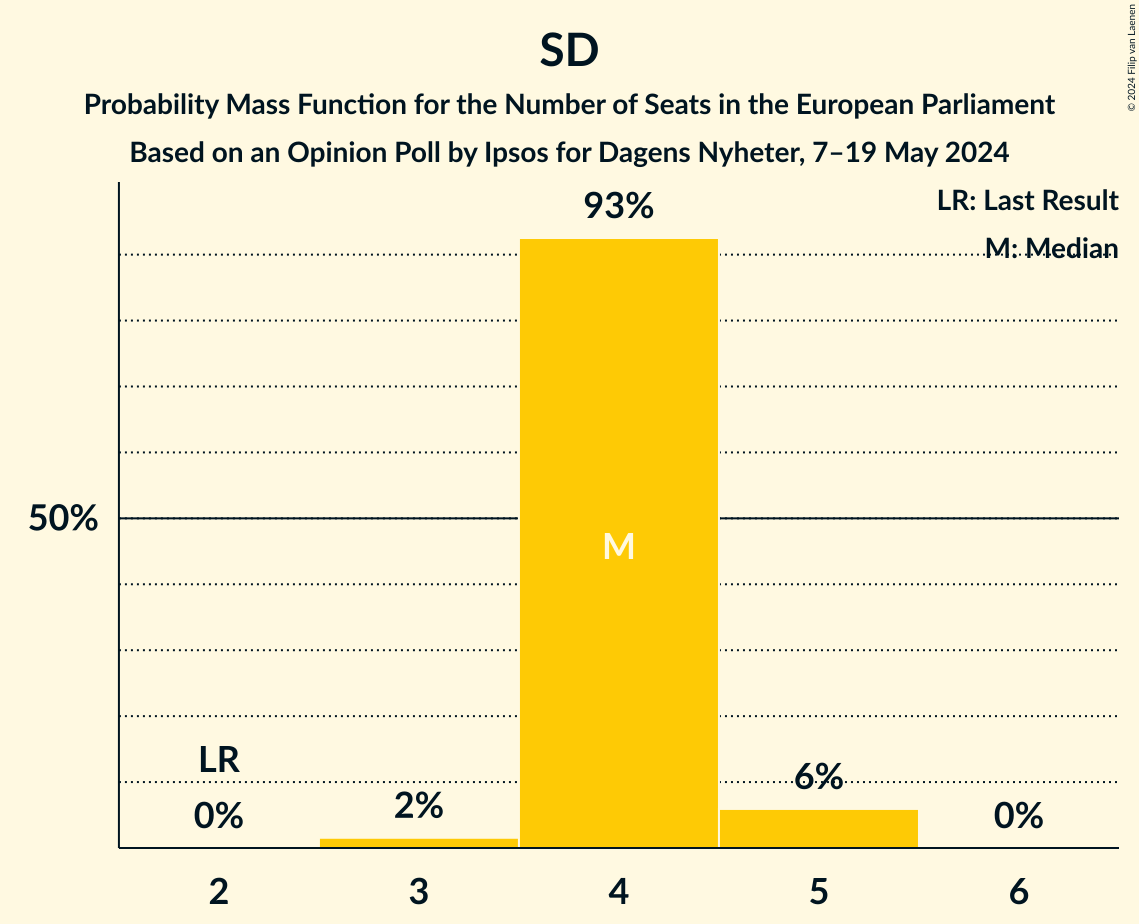 SD
Probability Mass Function for the Number of Seats in the European Parliament
Based on an Opinion Poll by Ipsos for Dagens Nyheter, 7–19 May 2024
© 2024 Filip van Laenen
LR: Last Result
M: Median
93%
50%
M
LR
0%
2%
6%
0%
2
3
4
5
6